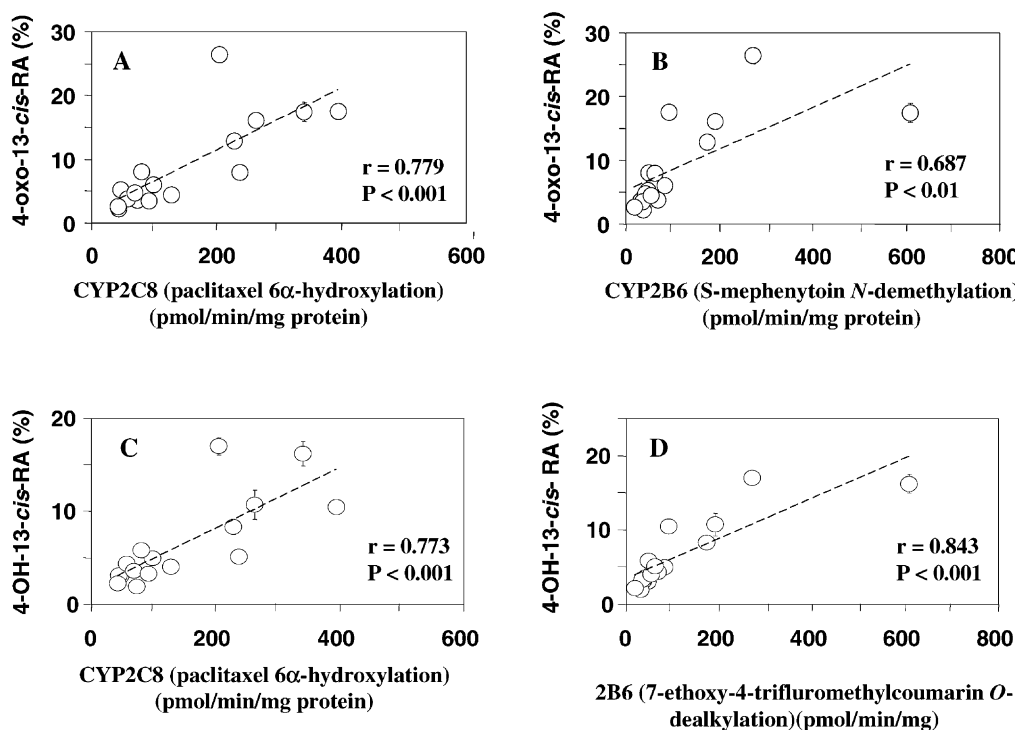 A
4-oxo-13-cis-RA (%)
30
20
10
0
r = 0.779
P < 0.001
0 200 400 600
CYP2C8 (paclitaxel 6α-hydroxylation)
(pmol/min/mg protein)
B
4-oxo-13-cis-RA (%)
30
20
10
0
r = 0.687
P < 0.01
0 200 400 600 800
CYP2B6 (S-mephenytoin N-demethylation)
(pmol/min/mg protein)
C
4-OH-13-cis-RA (%)
20
10
0
r = 0.773
P < 0.001
0 200 400 600
CYP2C8 (paclitaxel 6α-hydroxylation)
(pmol/min/mg protein)
D
4-OH-13-cis- RA (%)
20
10
0
r = 0.843
P < 0.001
0 200 400 600 800
2B6 (7-ethoxy-4-trifluromethylcoumarin O-
dealkylation)(pmol/min/mg)